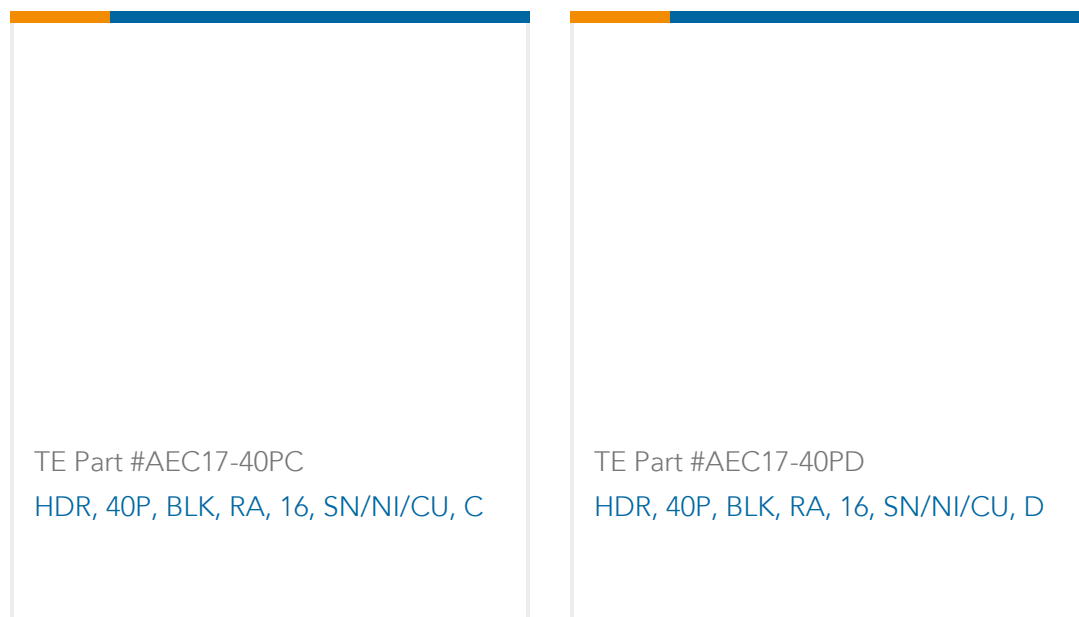 TE Part #AEC17-40PC
HDR, 40P, BLK, RA, 16, SN/NI/CU, C
TE Part #AEC17-40PD
HDR, 40P, BLK, RA, 16, SN/NI/CU, D